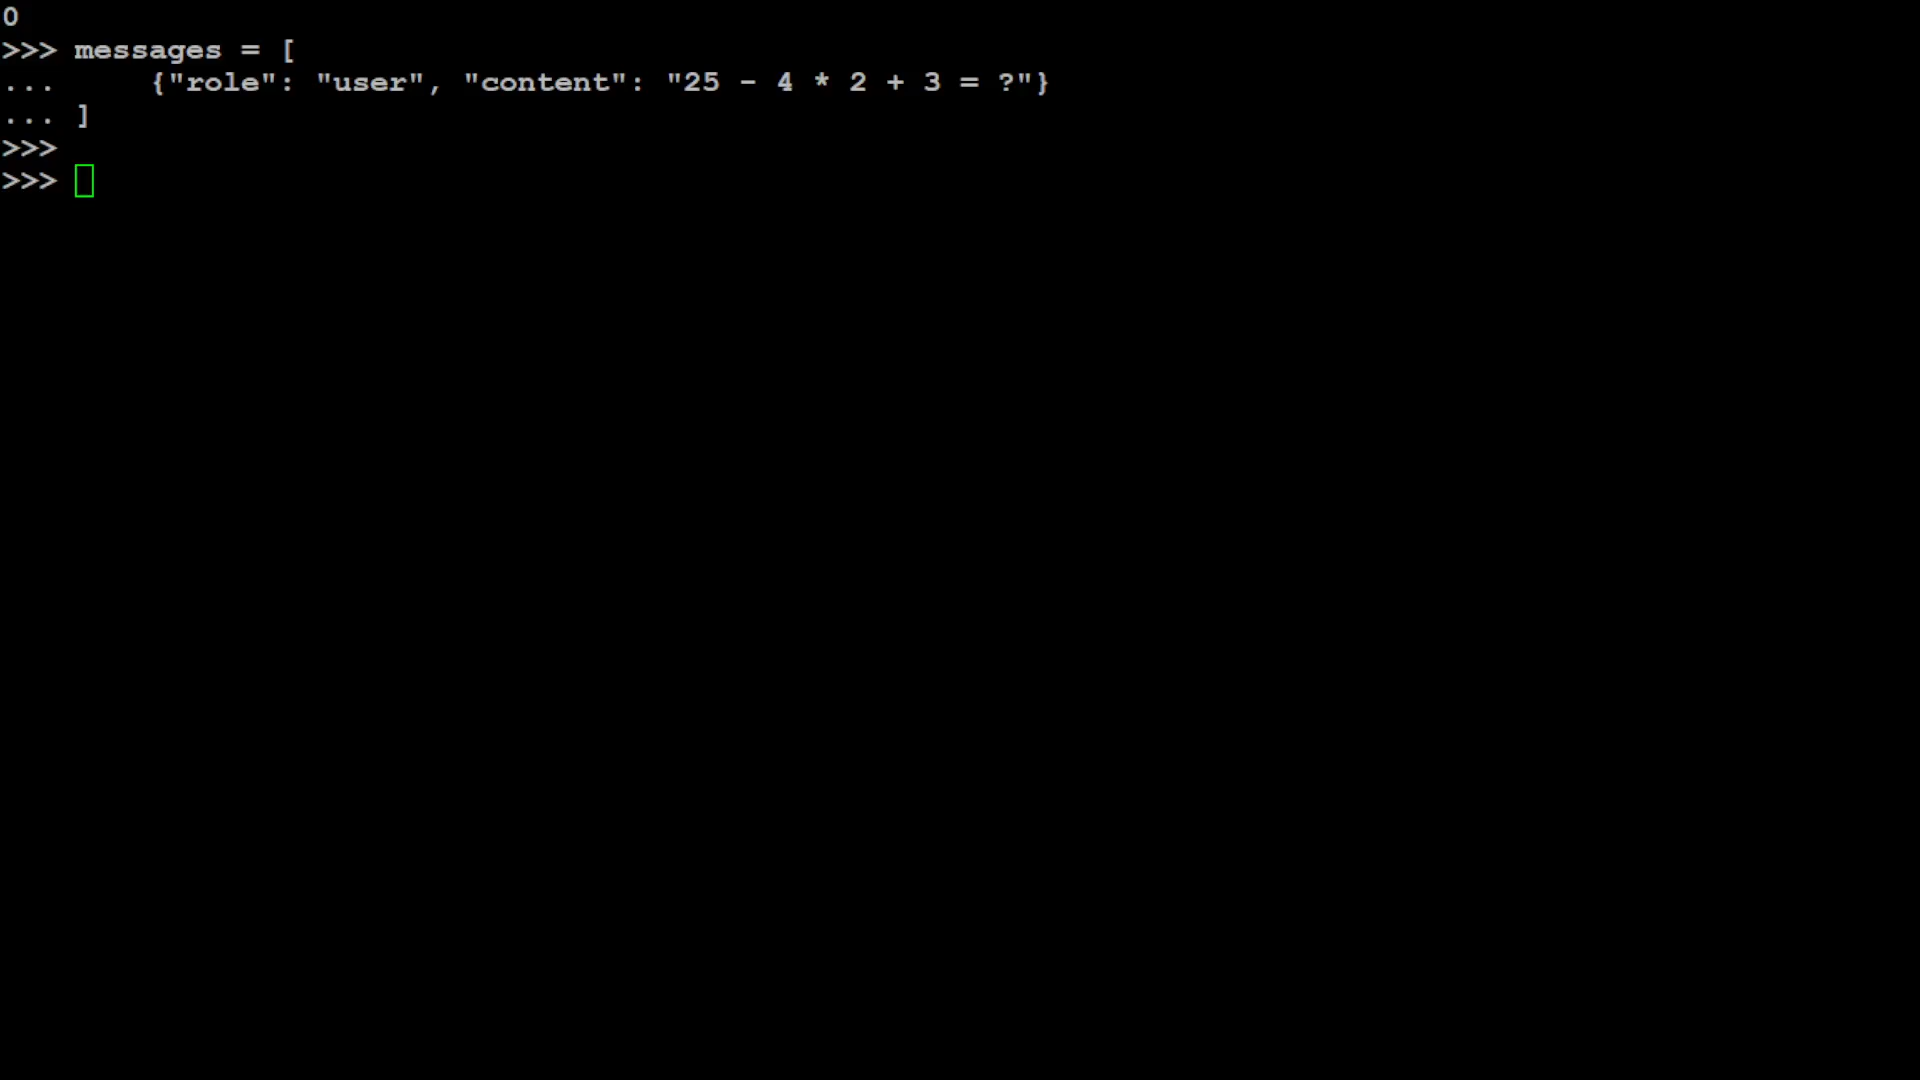 0
>>> messages = [
...     {"role": "user", "content": "25 - 4 * 2 + 3 = ?"}
... ]
>>>
>>>